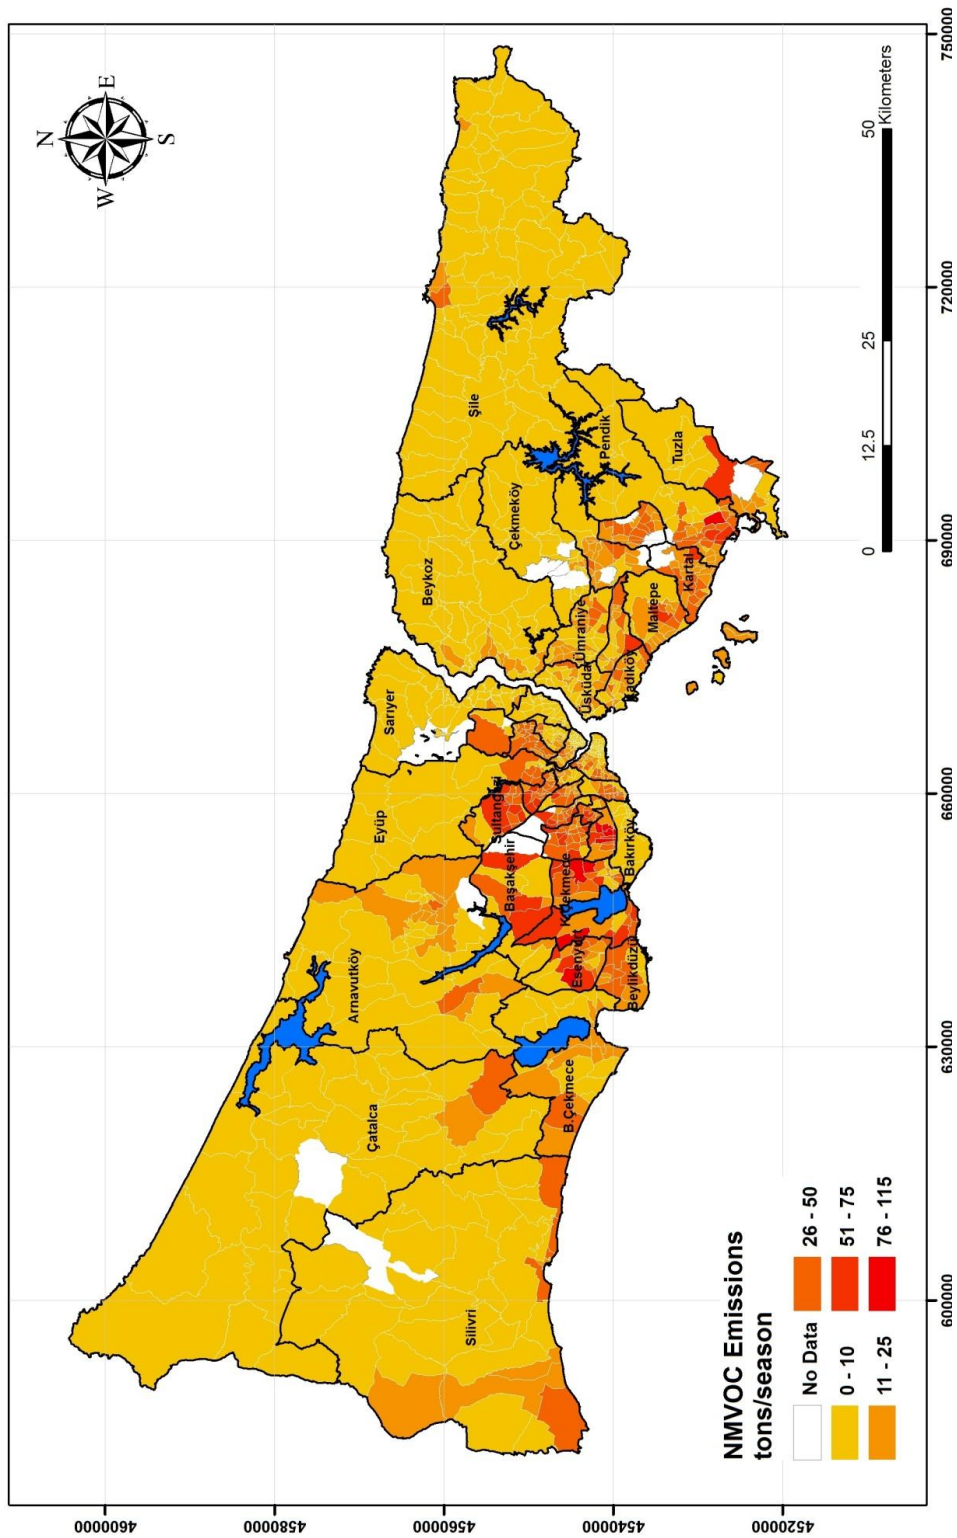 N
W
E
S
Şile
Beykoz
Çekmeköy
Sarıyer
Pendik
Tuzla
Eyüp
Ümraniye
Üsküdar
Kartal
Maltepe
Kadıköy
Sultangazi
Arnavutköy
Başakşehir
Çatalca
K.Çekmece
Bakırköy
Esenyurt
Beylikdüzü
B.Çekmece
Silivri
NMVOC Emissions
tons/season
No Data
0 - 10
11 - 25
26 - 50
51 - 75
76 - 115
0
12.5
25
50
Kilometers
4600000
4580000
4560000
4540000
4520000
600000
630000
660000
690000
720000
750000